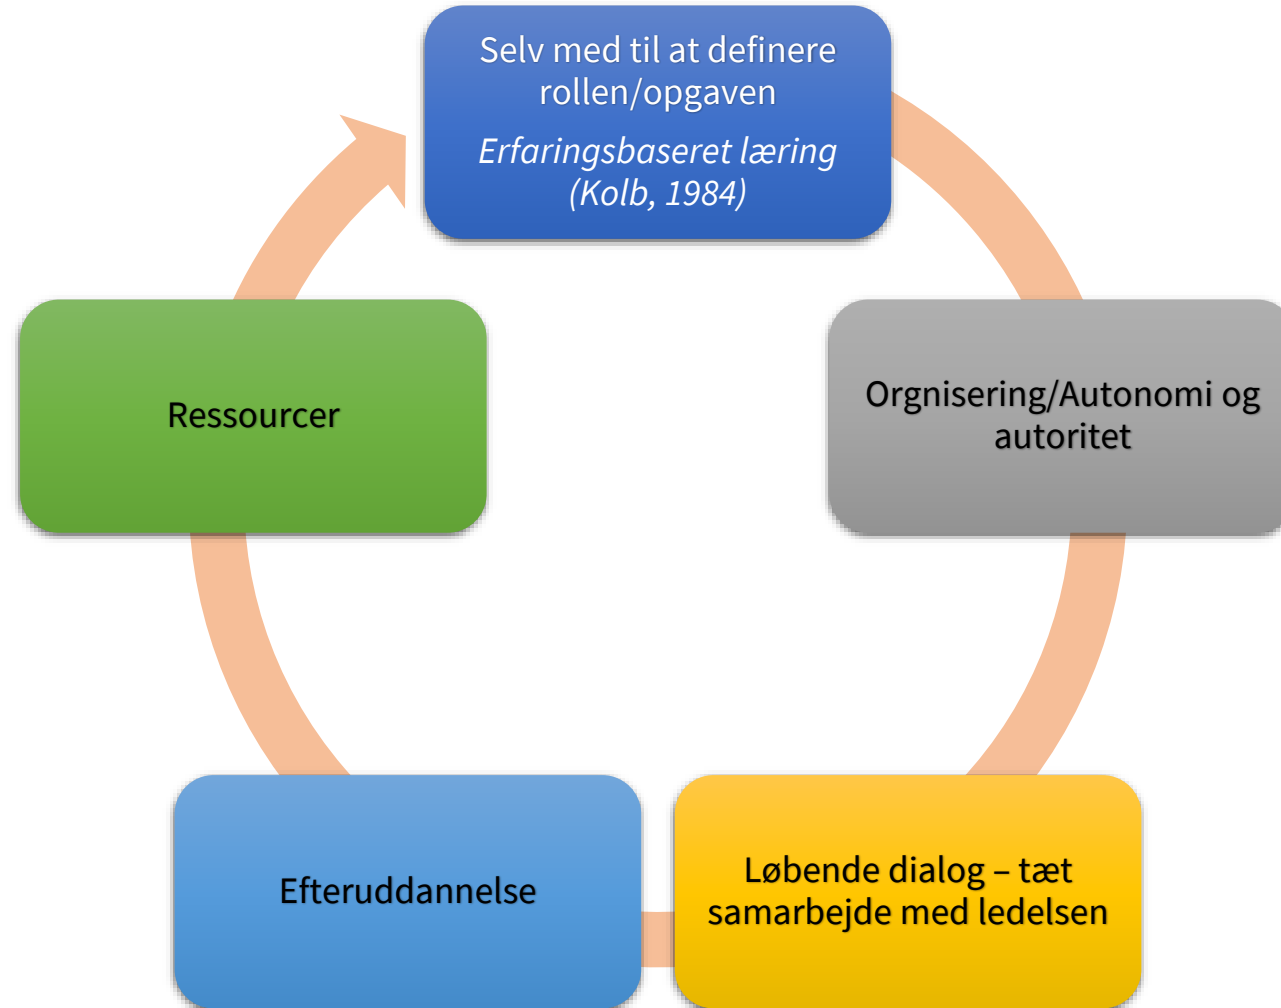 Selv med til at definere
rollen/opgaven
Erfaringsbaseret læring
(Kolb, 1984)
Ressourcer
Orgnisering/Autonomi og
autoritet
Efteruddannelse
Løbende dialog – tæt
samarbejde med ledelsen